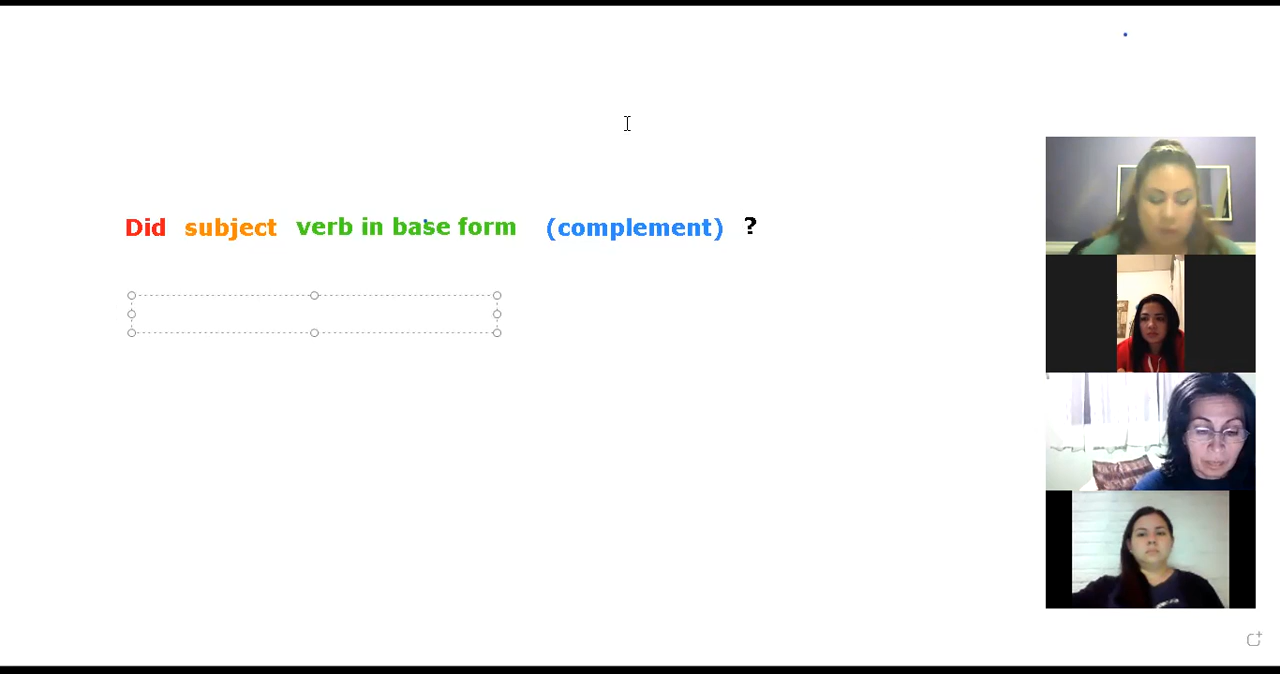 Did subject verb in base form (complement) ?